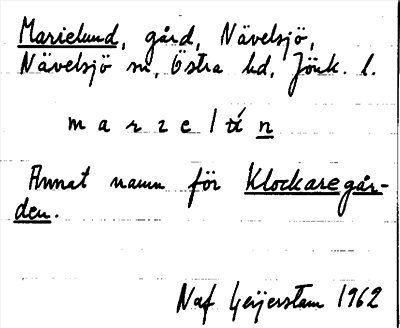 Marielund, gård, Nävelsjö,
Nävelsjö sn, Östra hd, Jönk. l.
m a r z e l n
Annat namn för Klockaregår-
den.
Naf Geijerstam 1962